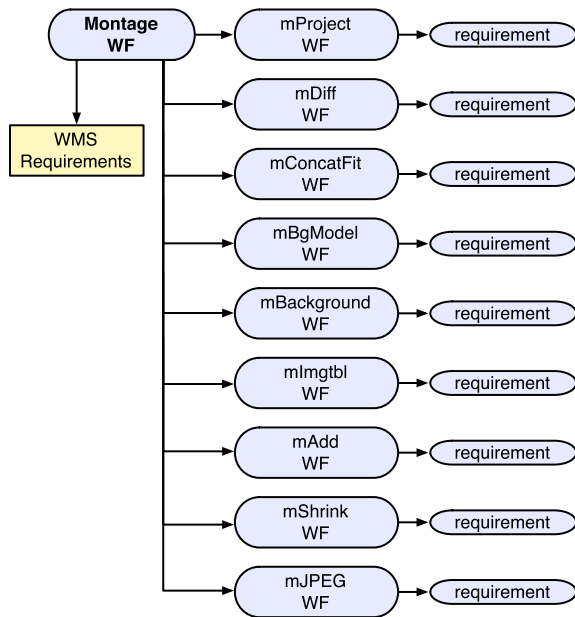 Montage
WF
mProject
WF
requirement
mDiff
WF
requirement
WMS
Requirements
mConcatFit
WF
requirement
mBgModel
WF
requirement
mBackground
WF
requirement
mImgtbl
WF
requirement
mAdd
WF
requirement
mShrink
WF
requirement
mJPEG
WF
requirement